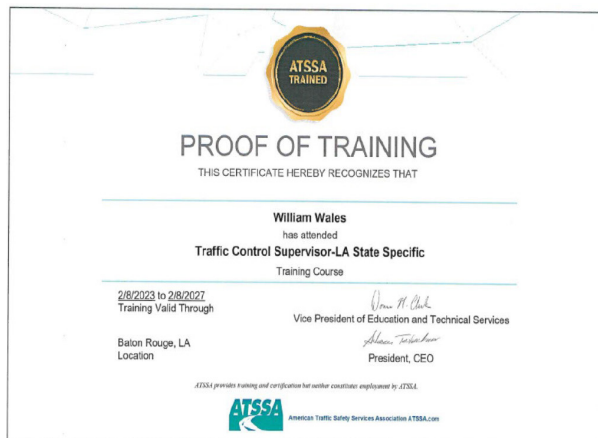 ATSSA
TRAINED
PROOF OF TRAINING
THIS CERTIFICATE HEREBY RECOGNIZES THAT
William Wales
has attended
Traffic Control Supervisor-LA State Specific
Training Course
2/8/2023 to 2/8/2027
Training Valid Through
Vice President of Education and Technical Services
Baton Rouge, LA
Location
President, CEO
ATSSA provides training and certification but neither constitutes employment by ATSSA.
ATSSA American Traffic Safety Services Association ATSSA.com